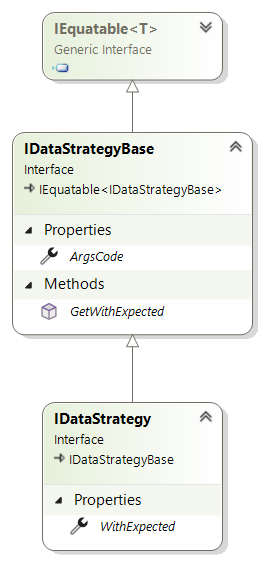 IEquatable<T>
Generic Interface
IDataStrategyBase
Interface
IEquatable<IDataStrategyBase>
Properties
ArgsCode
Methods
GetWithExpected
IDataStrategy
Interface
IDataStrategyBase
Properties
WithExpected